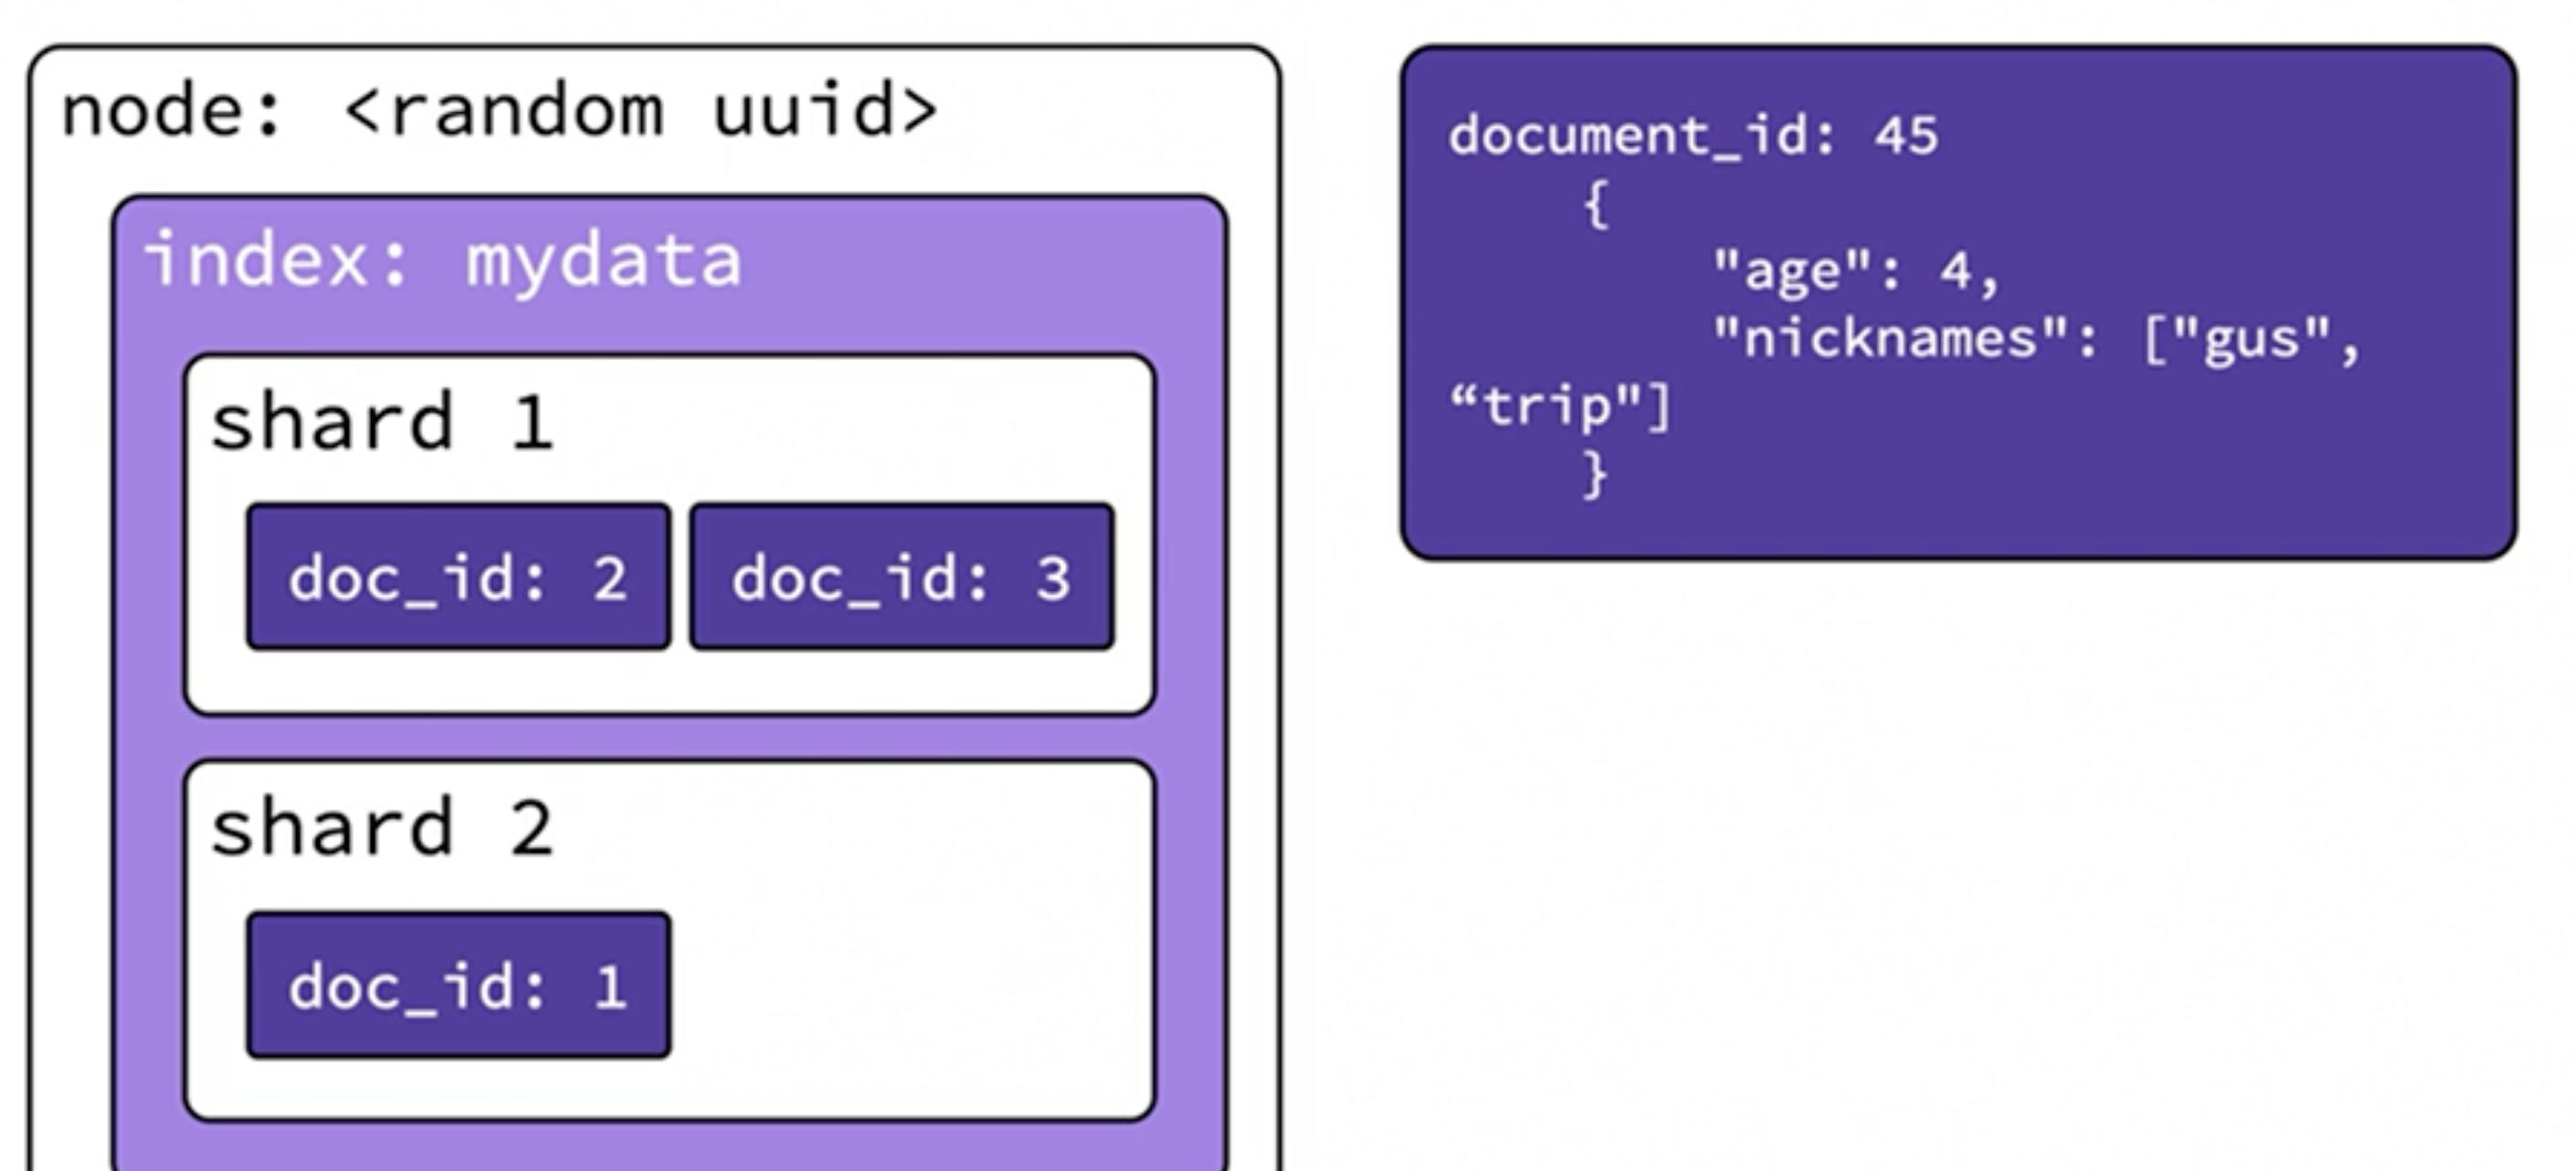 node: <random uuid>
index: mydata
shard 1
doc_id: 2
doc_id: 3
shard 2
doc_id: 1
document_id: 45
{
"age": 4,
"nicknames": ["gus",
“trip"]
}